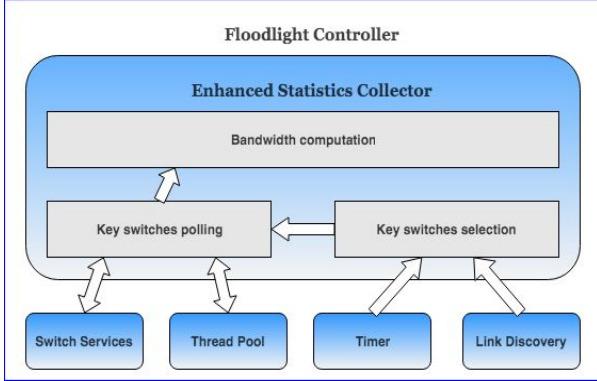 Floodlight Controller
Enhanced Statistics Collector
Bandwidth computation
Key switches polling
Key switches selection
Switch Services
Thread Pool
Timer
Link Discovery